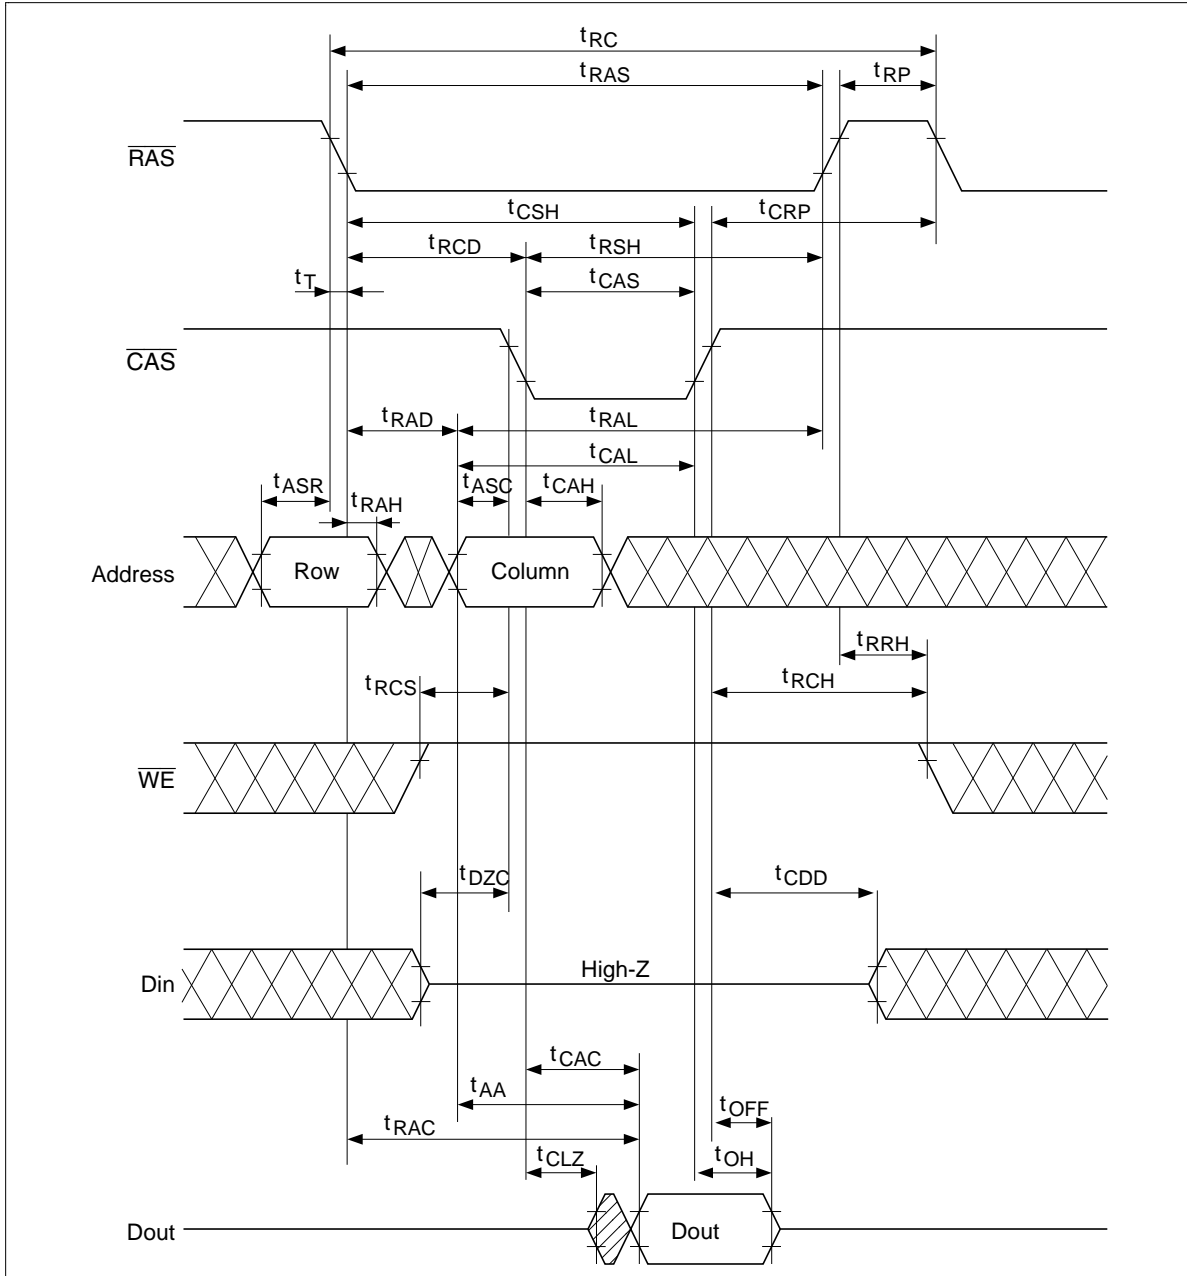 tRC
tRAS
tRP
RAS
tCSH
tCRP
tRCD
tRSH
tT
tCAS
CAS
tRAD
tRAL
tCAL
tASR
tRAH
tASC
tCAH
Address
Row
Column
tRRH
tRCS
tRCH
WE
tDZC
tCDD
Din
High-Z
tCAC
tAA
tRAC
tOFF
tCLZ
tOH
Dout
Dout